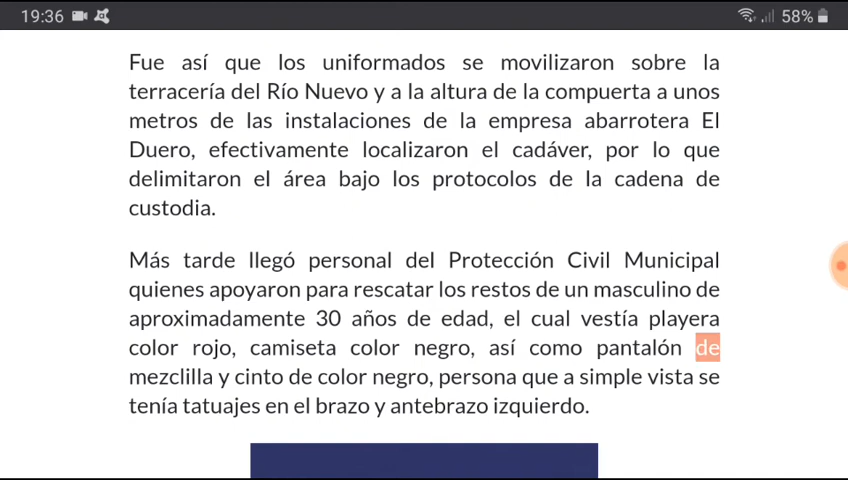 19:36
58%
Fue así que los uniformados se movilizaron sobre la
terracería del Río Nuevo y a la altura de la compuerta a unos
metros de las instalaciones de la empresa abarrotera El
Duero, efectivamente localizaron el cadáver, por lo que
delimitaron el área bajo los protocolos de la cadena de
custodia.
Más tarde llegó personal del Protección Civil Municipal
quienes apoyaron para rescatar los restos de un masculino de
aproximadamente 30 años de edad, el cual vestía playera
color rojo, camiseta color negro, así como pantalón de
mezclilla y cinto de color negro, persona que a simple vista se
tenía tatuajes en el brazo y antebrazo izquierdo.